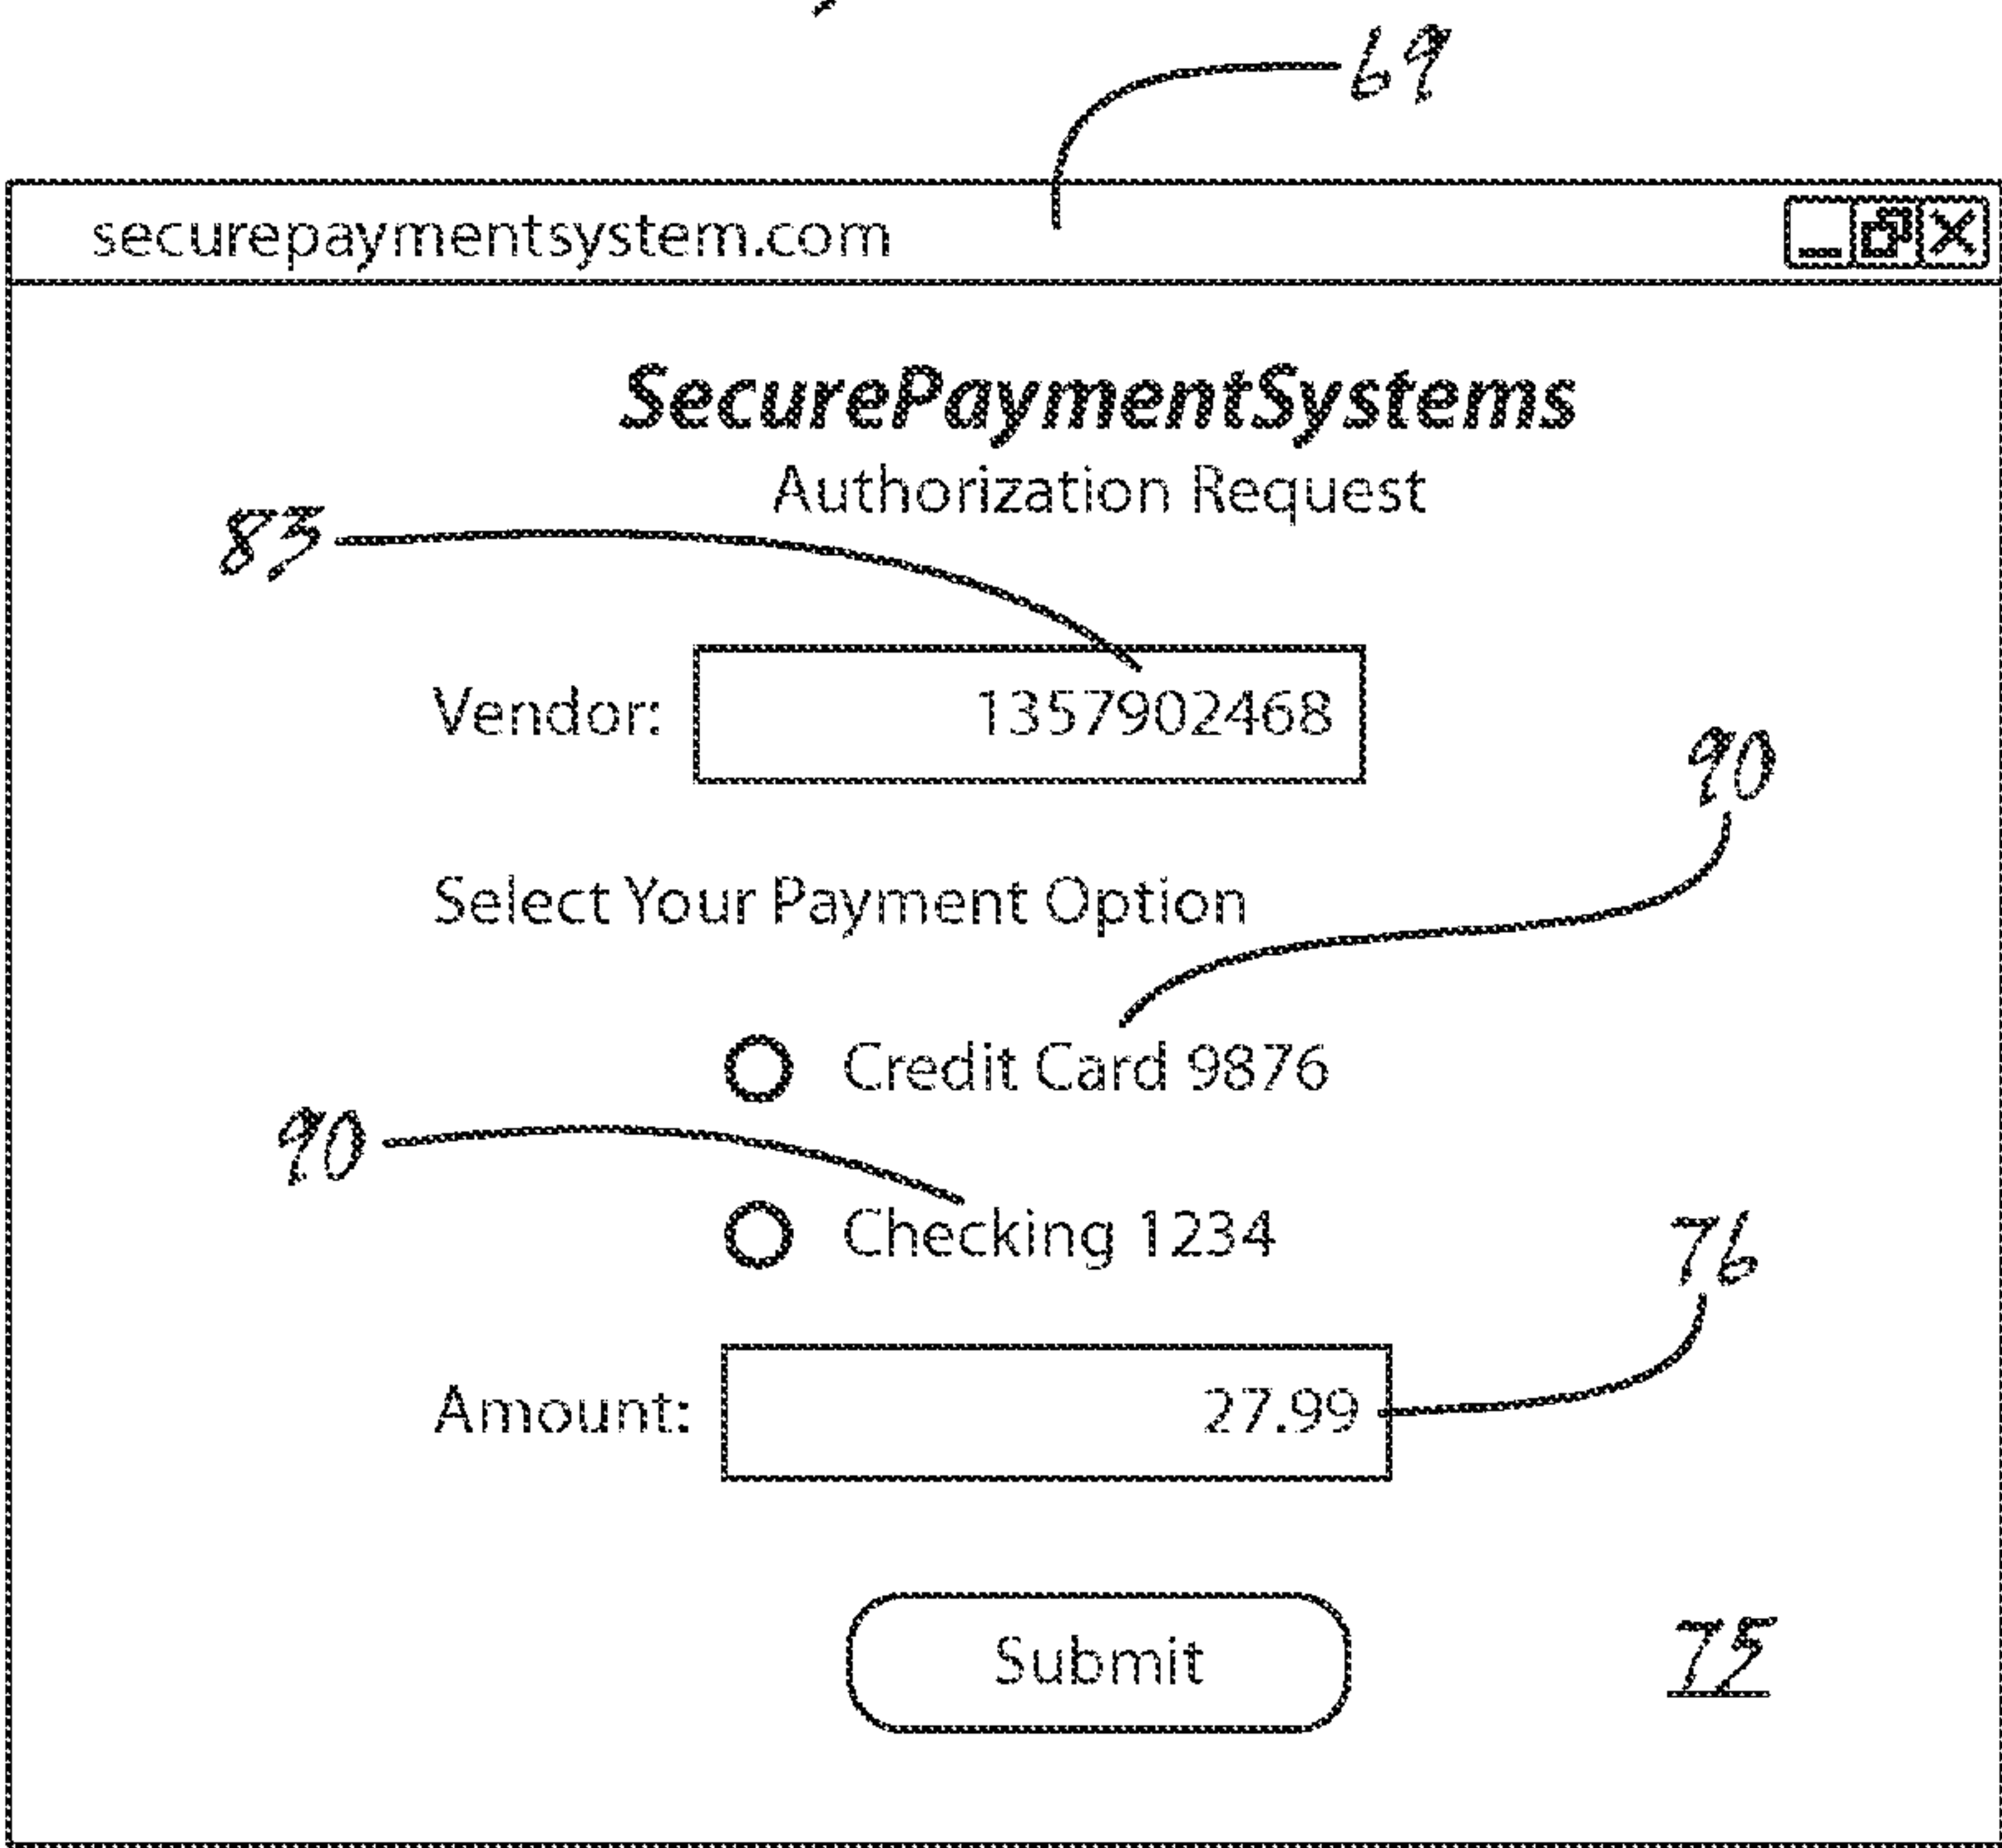 69
securepaymentsystem.com
SecurePaymentSystems
Authorization Request
83
Vendor: 1357902468
90
Select Your Payment Option
Credit Card 9876
90
Checking 1234
76
Amount: 27.99
Submit 75